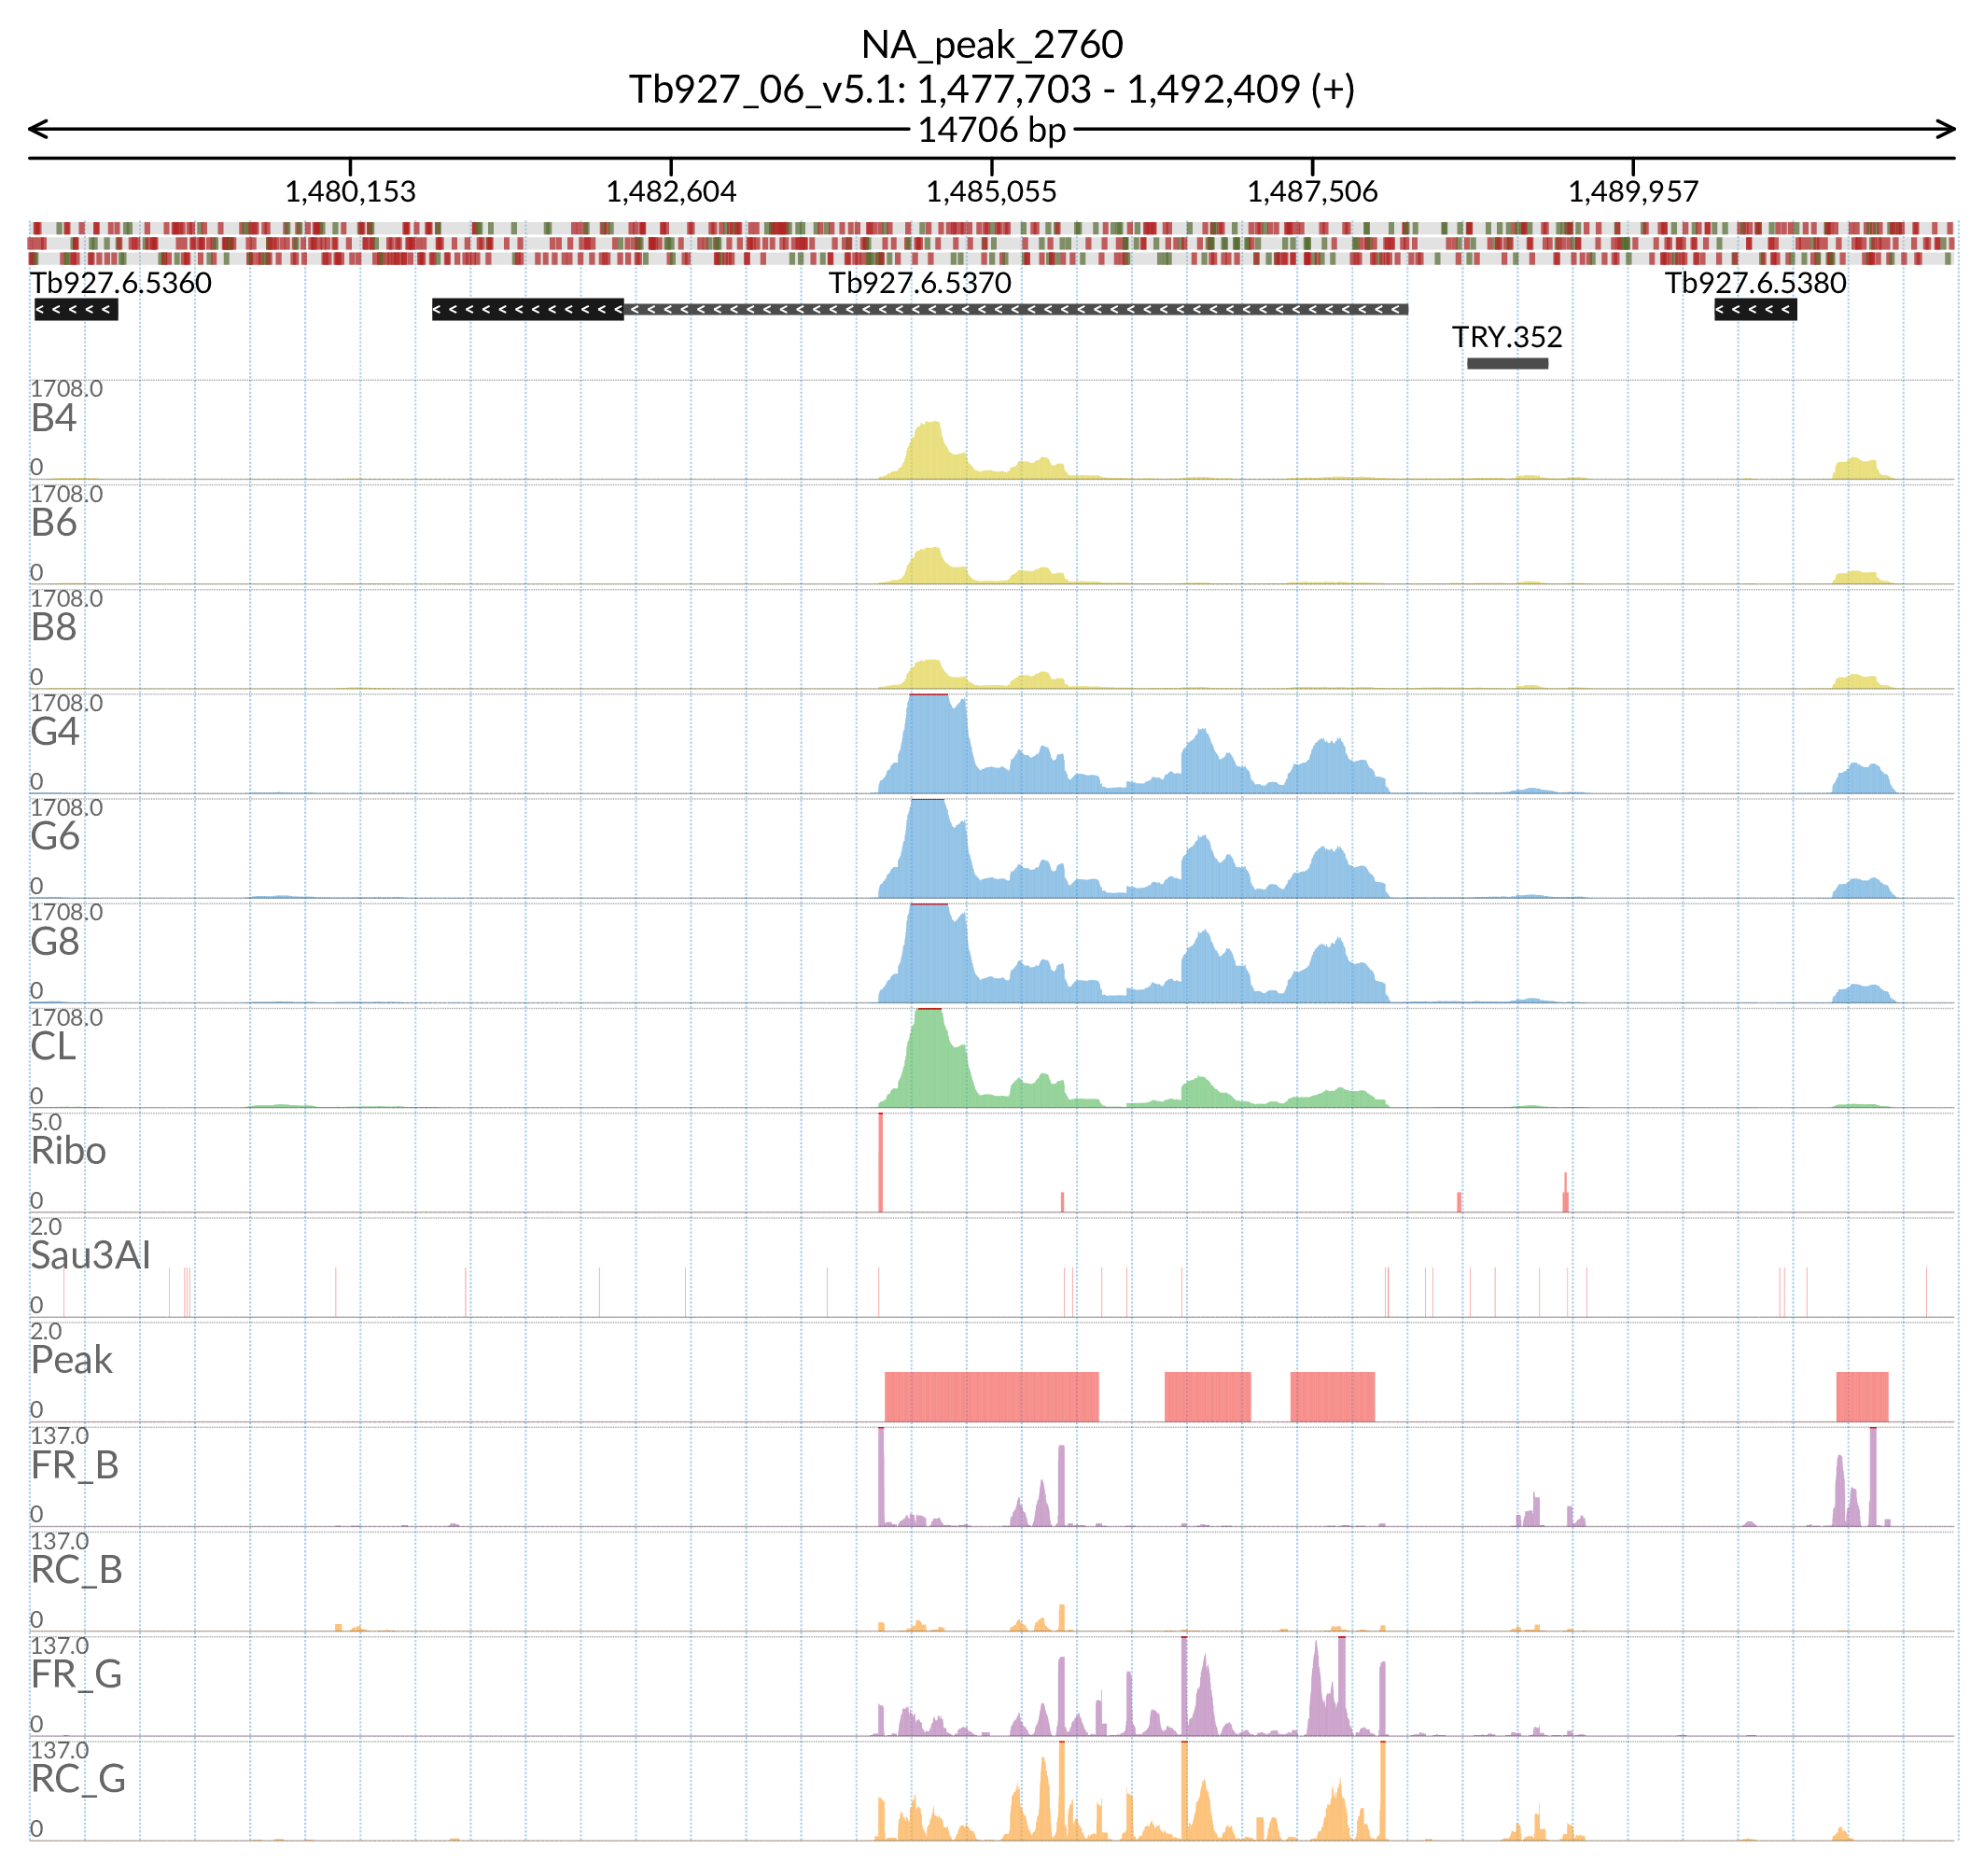 NA_peak_2760
Tb927_06_v5.1: 1,477,703 - 1,492,409 (+)
14706 bp
1,480,153 1,482,604 1,485,055 1,487,506 1,489,957
Tb927.6.5360 Tb927.6.5370 Tb927.6.5380
TRY.352
1708.0
B4
0
1708.0
B6
0
1708.0
B8
0
1708.0
G4
0
1708.0
G6
0
1708.0
G8
0
1708.0
CL
0
5.0
Ribo
0
2.0
Sau3AI
0
2.0
Peak
0
137.0
FR_B
0
137.0
RC_B
0
137.0
FR_G
0
137.0
RC_G
0